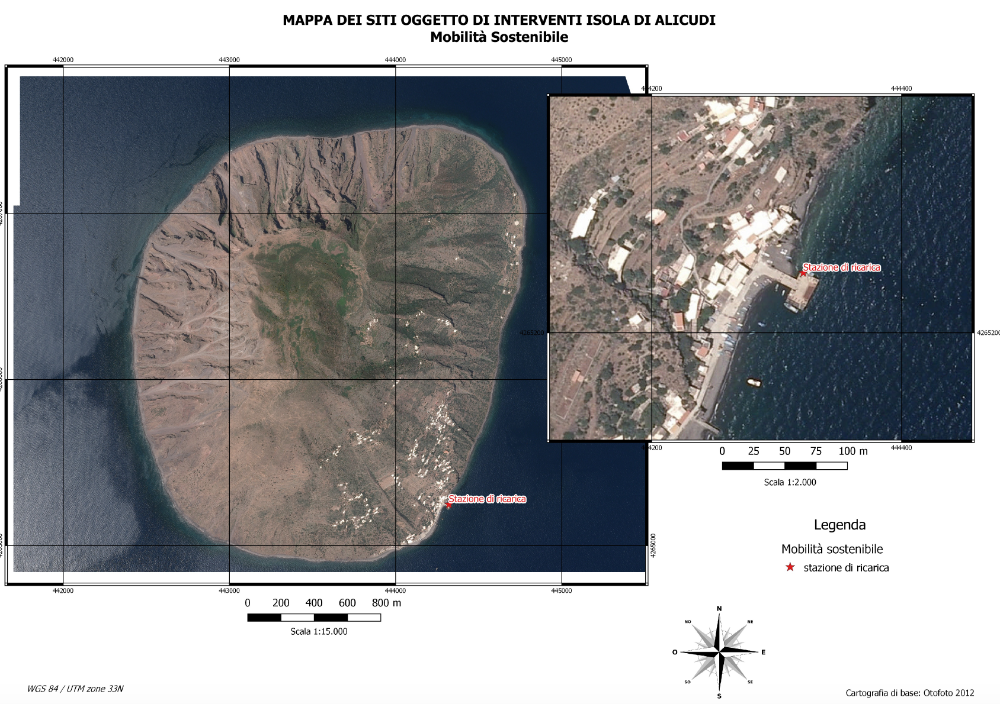 MAPPA DEI SITI OGGETTO DI INTERVENTI ISOLA DI ALICUDI
Mobilità Sostenibile
442000
443000
444000
445000
444400
4265200
4265200
Stazione di ricarica
444400
0 25 50 75 100 m
Scala 1:2.000
Stazione di ricarica
4265000
442000
443000
444000
445000
0 200 400 600 800 m
Scala 1:15.000
Legenda
Mobilità sostenibile
stazione di ricarica
N
NO
NE
O
E
SO
SE
S
WGS 84 / UTM zone 33N
Cartografia di base: Otofoto 2012